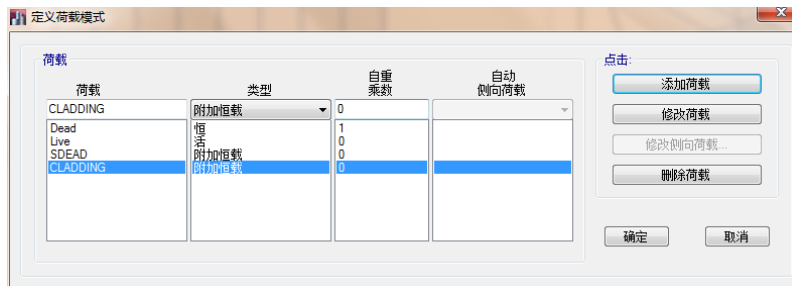 定义荷载模式
荷载
点击:
荷载 类型 自重乘数 自动侧向荷载
CLADDING 附加恒载 0
Dead 恒 1
Live 活 0
SDEAD 附加恒载 0
CLADDING 附加恒载 0
添加荷载
修改荷载
修改侧向荷载...
删除荷载
确定 取消